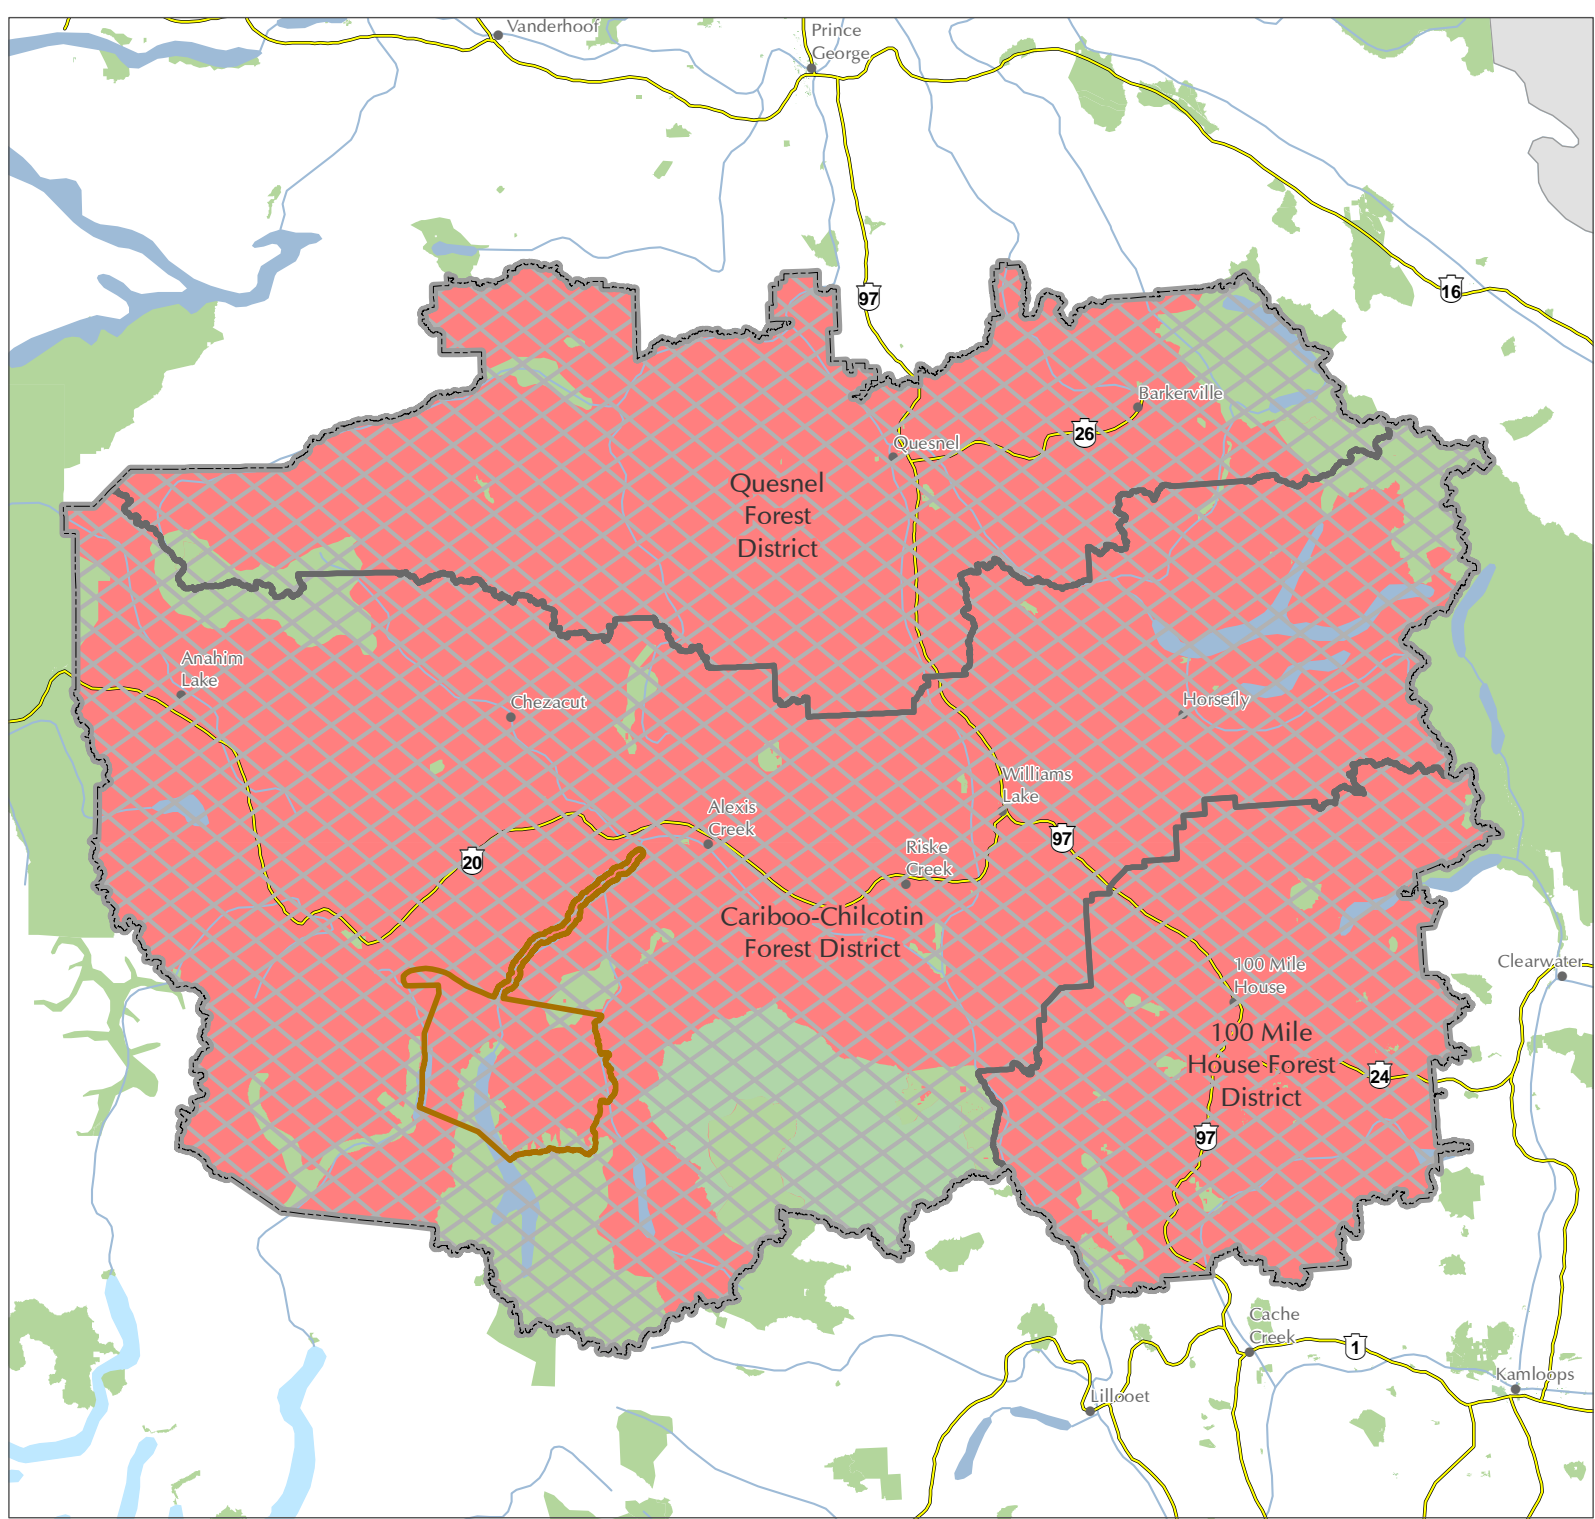 Vanderhoof
Prince
George
97
16
Barkerville
26
Quesnel
Quesnel
Forest
District
Anahim
Lake
Chezacut
Horsefly
Williams
Lake
Alexis
Creek
97
20
Riske
Creek
Cariboo-Chilcotin
Forest District
Clearwater
100 Mile
House
100 Mile
House Forest
District
24
97
Cache
Creek
1
Kamloops
Lillooet